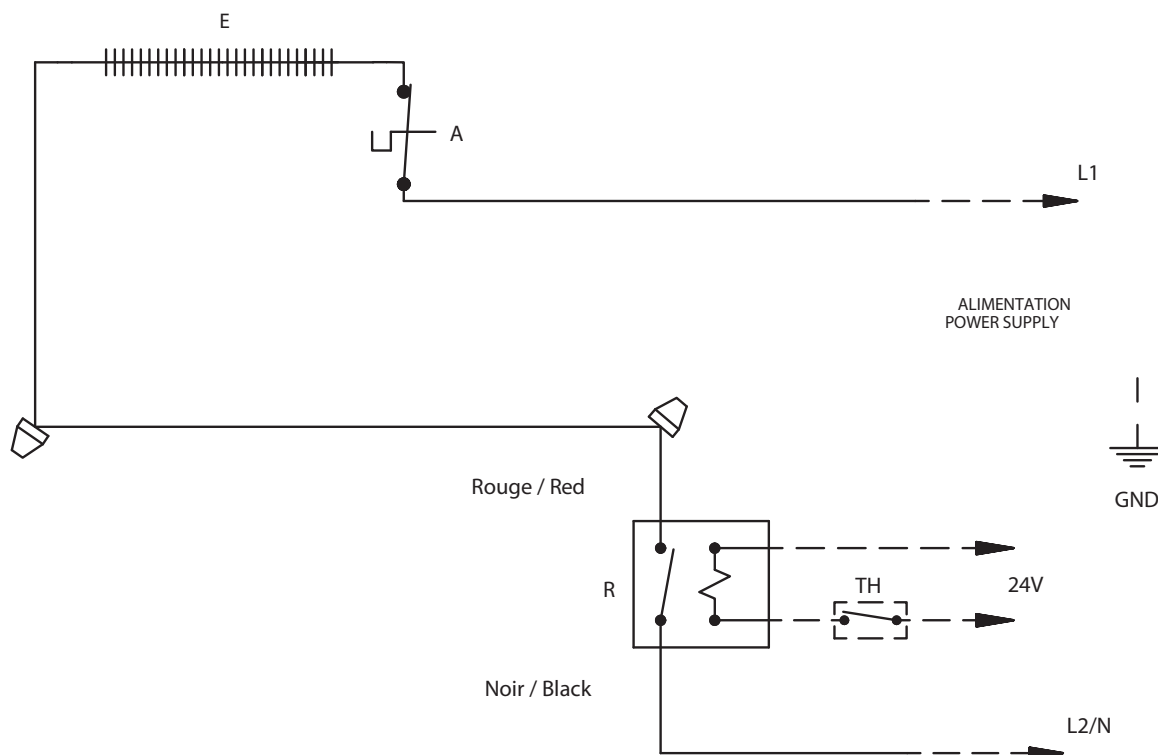 E
A
L1
ALIMENTATION
POWER SUPPLY
Rouge / Red
GND
R
TH
24V
Noir / Black
L2/N